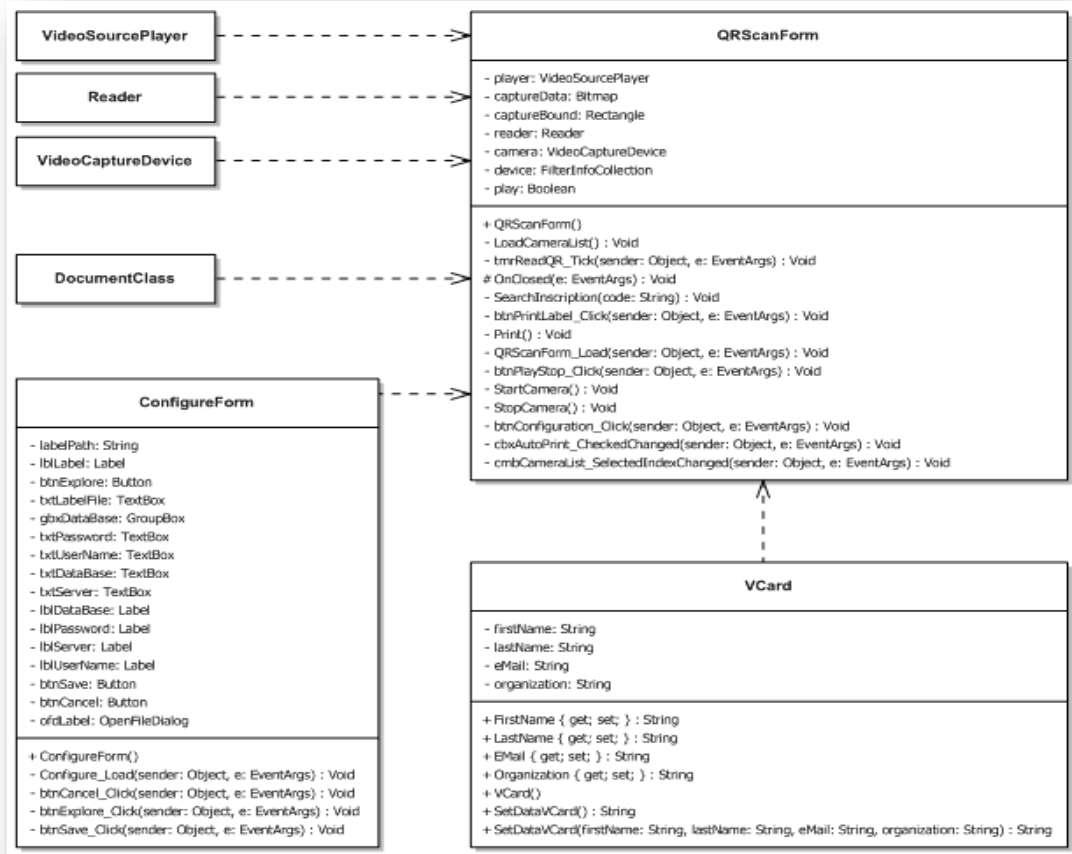 VideoSourcePlayer
Reader
VideoCaptureDevice
DocumentClass
QRScanForm
- player: VideoSourcePlayer
- captureData: Bitmap
- captureBound: Rectangle
- reader: Reader
- camera: VideoCaptureDevice
- device: FilterInfoCollection
- play: Boolean
+ QRScanForm()
- LoadCameraList() : Void
- tmrReadQR_Tick(sender: Object, e: EventArgs) : Void
# OnClosed(e: EventArgs) : Void
- SearchInscription(code: String) : Void
- btnPrintLabel_Click(sender: Object, e: EventArgs) : Void
- Print() : Void
- QRScanForm_Load(sender: Object, e: EventArgs) : Void
- btnPlayStop_Click(sender: Object, e: EventArgs) : Void
- StartCamera() : Void
- StopCamera() : Void
- btnConfiguration_Click(sender: Object, e: EventArgs) : Void
- cbxAutoPrint_CheckedChanged(sender: Object, e: EventArgs) : Void
- cmbCameraList_SelectedIndexChanged(sender: Object, e: EventArgs) : Void
ConfigureForm
- labelPath: String
- lblLabel: Label
- btnExplore: Button
- txtLabelFile: TextBox
- gbxDataBase: GroupBox
- txtPassword: TextBox
- txtUserName: TextBox
- txtDataBase: TextBox
- txtServer: TextBox
- lblDataBase: Label
- lblPassword: Label
- lblServer: Label
- lblUserName: Label
- btnSave: Button
- btnCancel: Button
- ofdLabel: OpenFileDialog
+ ConfigureForm()
- Configure_Load(sender: Object, e: EventArgs) : Void
- btnCancel_Click(sender: Object, e: EventArgs) : Void
- btnExplore_Click(sender: Object, e: EventArgs) : Void
- btnSave_Click(sender: Object, e: EventArgs) : Void
VCard
- firstName: String
- lastName: String
- eMail: String
- organization: String
+ FirstName { get; set; } : String
+ LastName { get; set; } : String
+ EMail { get; set; } : String
+ Organization { get; set; } : String
+ VCard()
+ SetDataVCard() : String
+ SetDataVCard(firstName: String, lastName: String, eMail: String, organization: String) : String